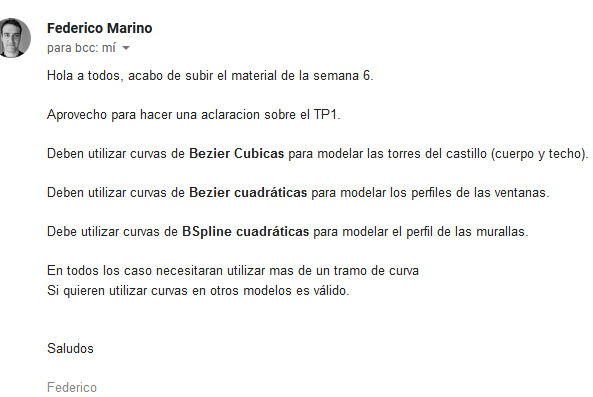 Federico Marino
para bcc: mí
Hola a todos, acabo de subir el material de la semana 6.
Aprovecho para hacer una aclaracion sobre el TP1.
Deben utilizar curvas de Bezier Cubicas para modelar las torres del castillo (cuerpo y techo).
Deben utilizar curvas de Bezier cuadráticas para modelar los perfiles de las ventanas.
Debe utilizar curvas de BSpline cuadráticas para modelar el perfil de las murallas.
En todos los caso necesitaran utilizar mas de un tramo de curva
Si quieren utilizar curvas en otros modelos es válido.
Saludos
Federico